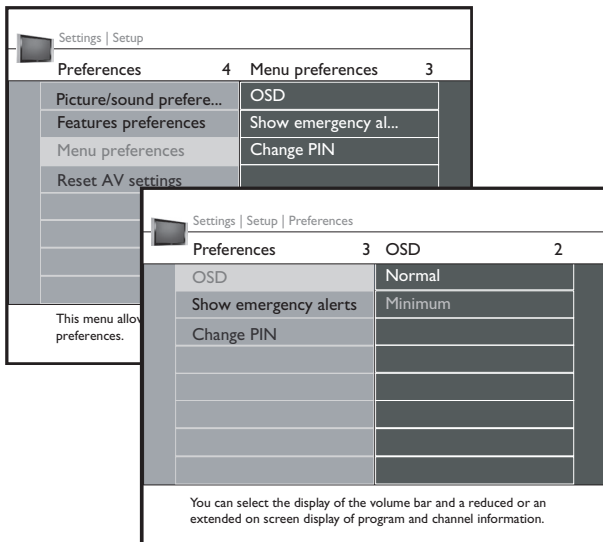 Settings | Setup
Preferences 4 Menu preferences 3
Picture/sound prefere... OSD
Features preferences Show emergency al...
Menu preferences Change PIN
Reset AV settings
This menu allow
preferences.
Settings | Setup | Preferences
Preferences 3 OSD 2
OSD Normal
Show emergency alerts Minimum
Change PIN
You can select the display of the volume bar and a reduced or an
extended on screen display of program and channel information.